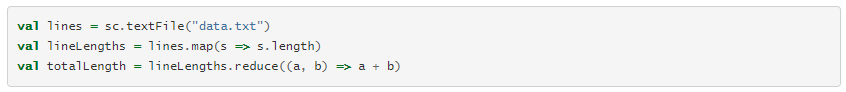 val lines = sc.textFile("data.txt")
val lineLengths = lines.map(s => s.length)
val totalLength = lineLengths.reduce((a, b) => a + b)